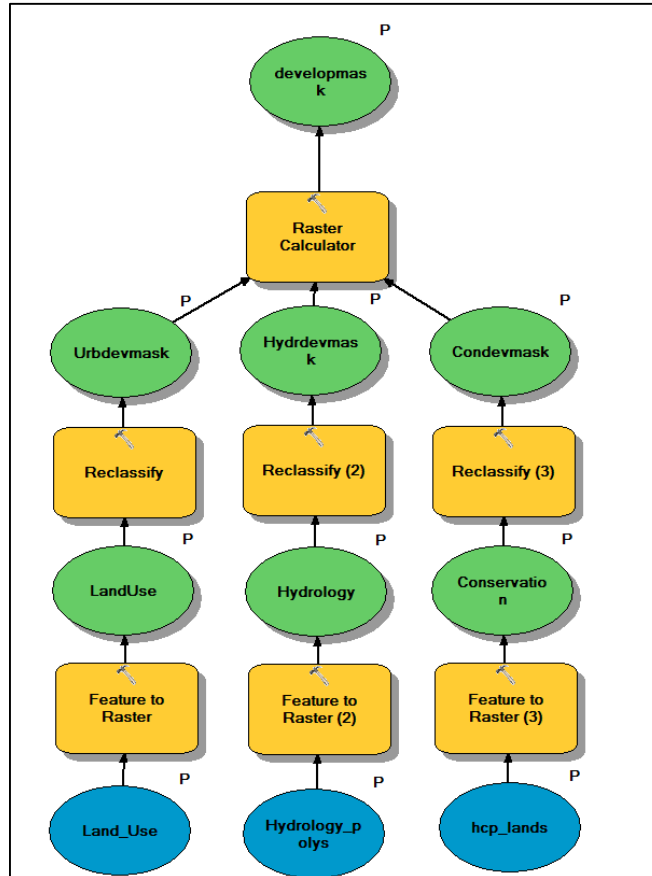 P
developmas
k
Raster
Calculator
P
P
P
Urbdevmask
Hydrdevmas
k
Condevmask
Reclassify
Reclassify (2)
Reclassify (3)
P
P
P
LandUse
Hydrology
Conservatio
n
Feature to
Raster
Feature to
Raster (2)
Feature to
Raster (3)
P
P
P
Land_Use
Hydrology_p
olys
hcp_lands